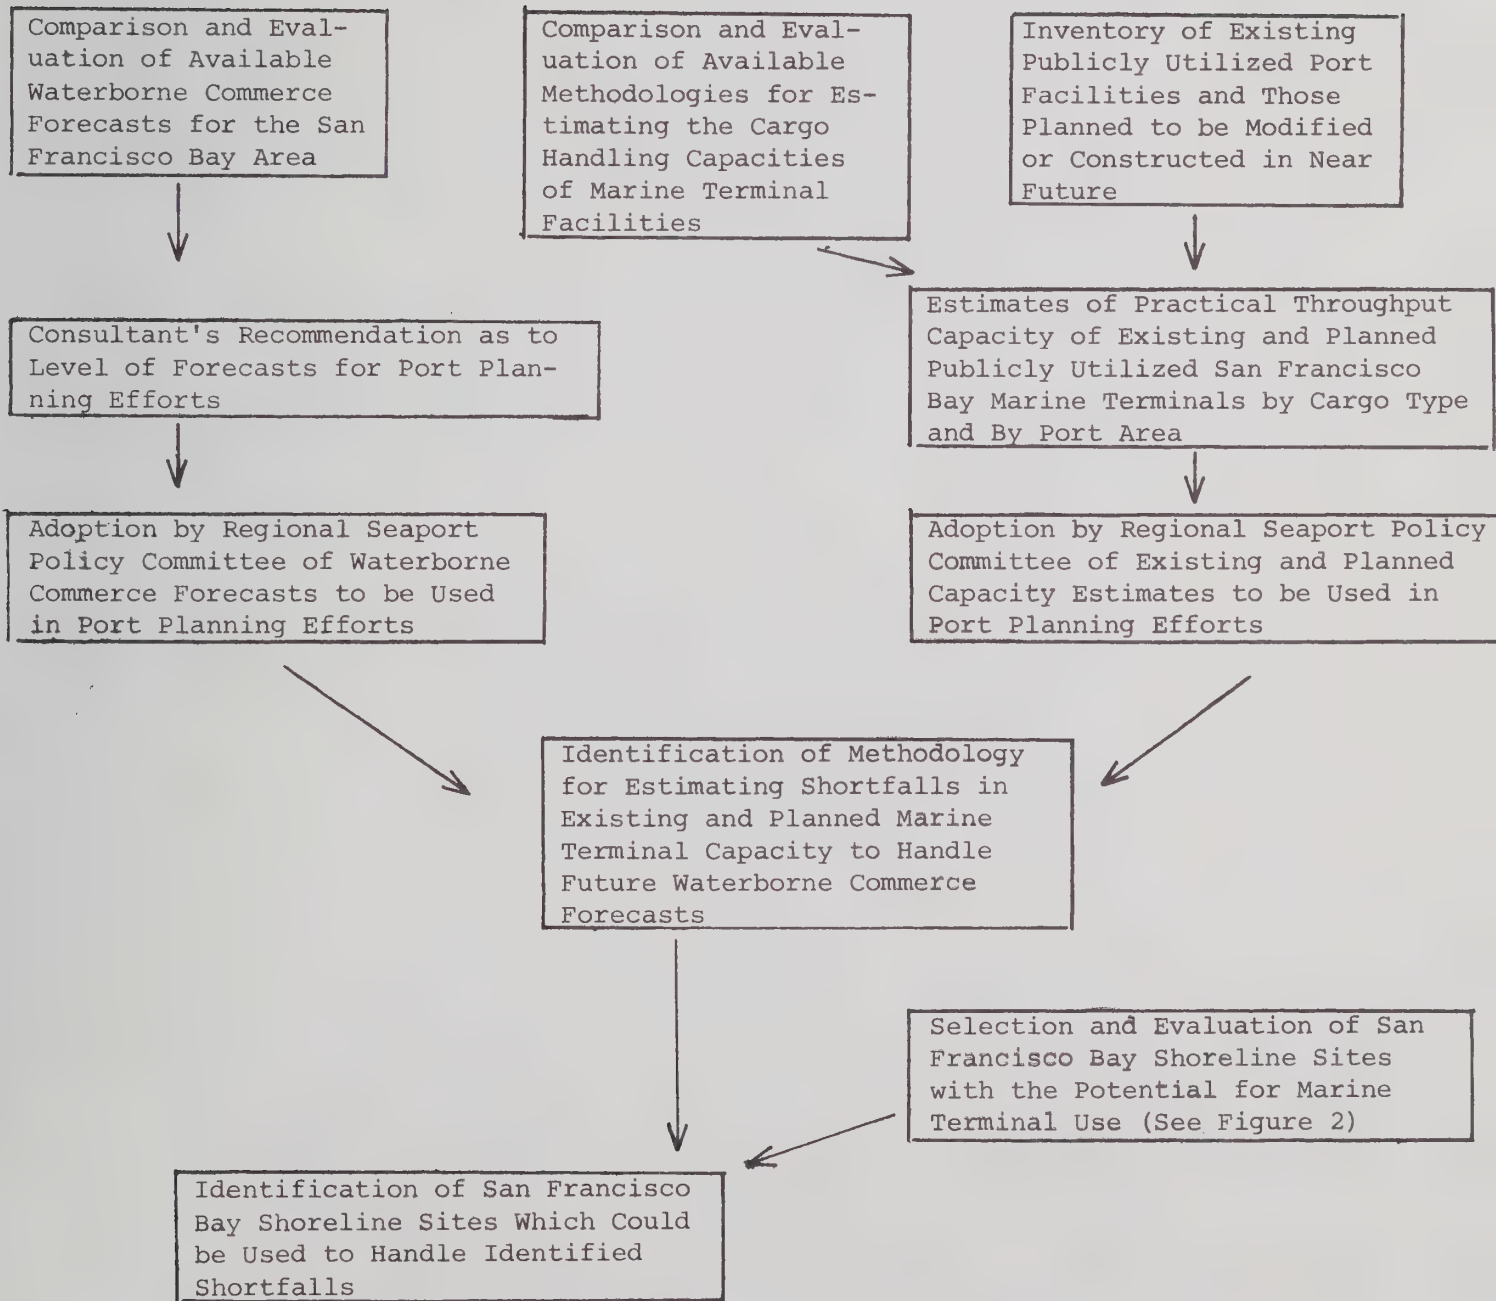 Comparison and Eval-
uation of Available
Waterborne Commerce
Forecasts for the San
Francisco Bay Area
Comparison and Eval-
uation of Available
Methodologies for Es-
timating the Cargo
Handling Capacities
of Marine Terminal
Facilities
Inventory of Existing
Publicly Utilized Port
Facilities and Those
Planned to be Modified
or Constructed in Near
Future
Consultant's Recommendation as to
Level of Forecasts for Port Plan-
ning Efforts
Estimates of Practical Throughput
Capacity of Existing and Planned
Publicly Utilized San Francisco
Bay Marine Terminals by Cargo Type
and By Port Area
Adoption by Regional Seaport
Policy Committee of Waterborne
Commerce Forecasts to be Used
in Port Planning Efforts
Adoption by Regional Seaport Policy
Committee of Existing and Planned
Capacity Estimates to be Used in
Port Planning Efforts
Identification of Methodology
for Estimating Shortfalls in
Existing and Planned Marine
Terminal Capacity to Handle
Future Waterborne Commerce
Forecasts
Selection and Evaluation of San
Francisco Bay Shoreline Sites
with the Potential for Marine
Terminal Use (See Figure 2)
Identification of San Francisco
Bay Shoreline Sites Which Could
be Used to Handle Identified
Shortfalls